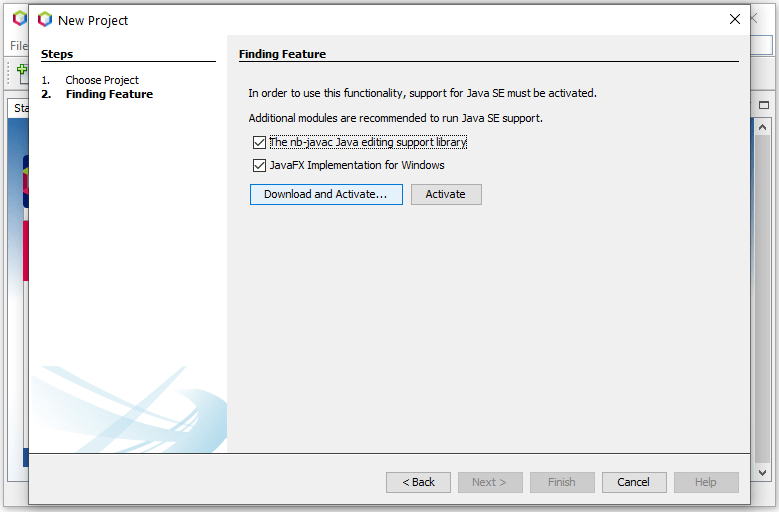 New Project
File
Sta
Steps
1. Choose Project
2. Finding Feature
Finding Feature
In order to use this functionality, support for Java SE must be activated.
Additional modules are recommended to run Java SE support.
The nb-javac Java editing support library
JavaFX Implementation for Windows
Download and Activate...
Activate
< Back
Next >
Finish
Cancel
Help